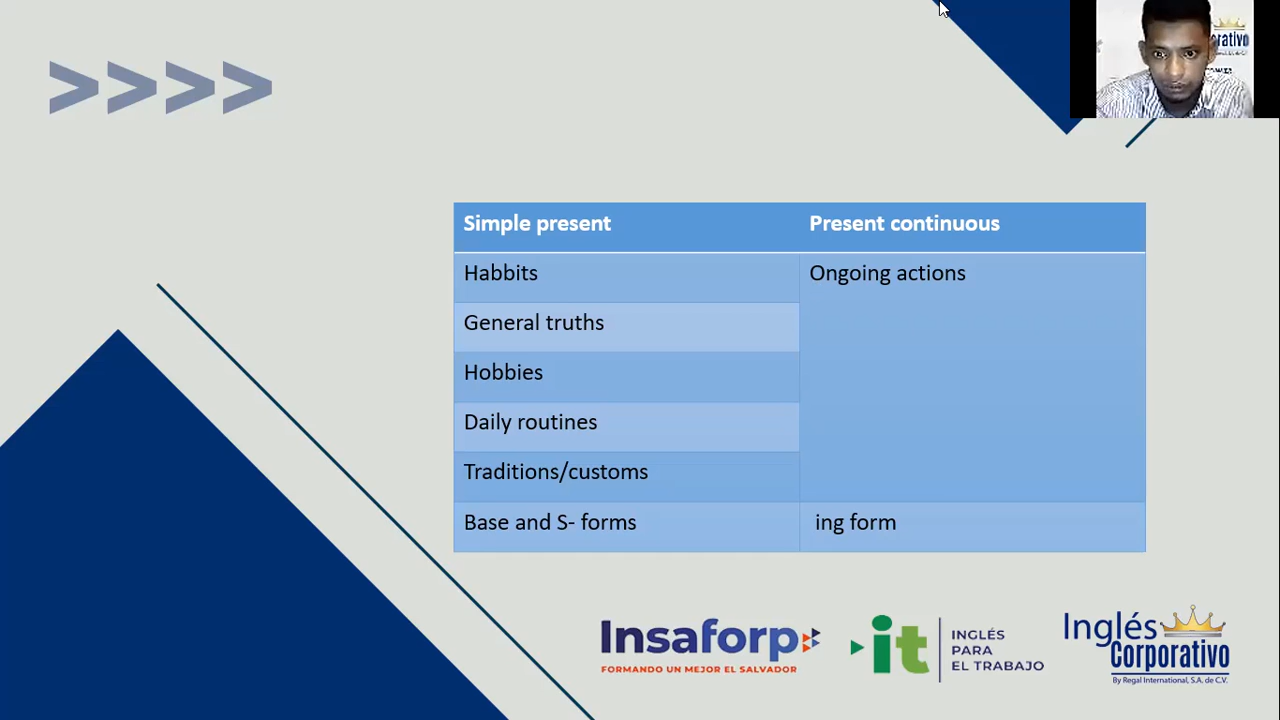 >>>>
Simple present
Present continuous
Habbits
Ongoing actions
General truths
Hobbies
Daily routines
Traditions/customs
Base and S- forms
ing form
Insaforp
FORMANDO UN MEJOR EL SALVADOR
it
INGLÉS
PARA
EL TRABAJO
Inglés
Corporativo
By Regal International, S.A. de C.V.